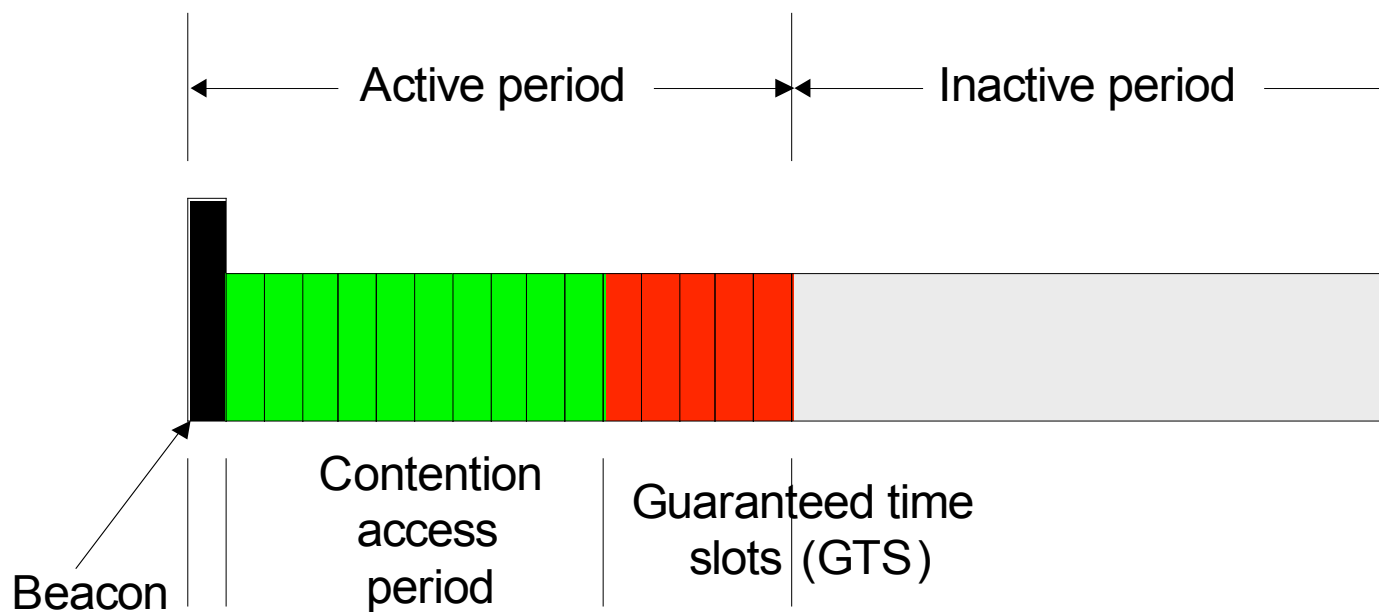 Active period
Inactive period
Contention
access
period
Guaranteed time
slots (GTS)
Beacon